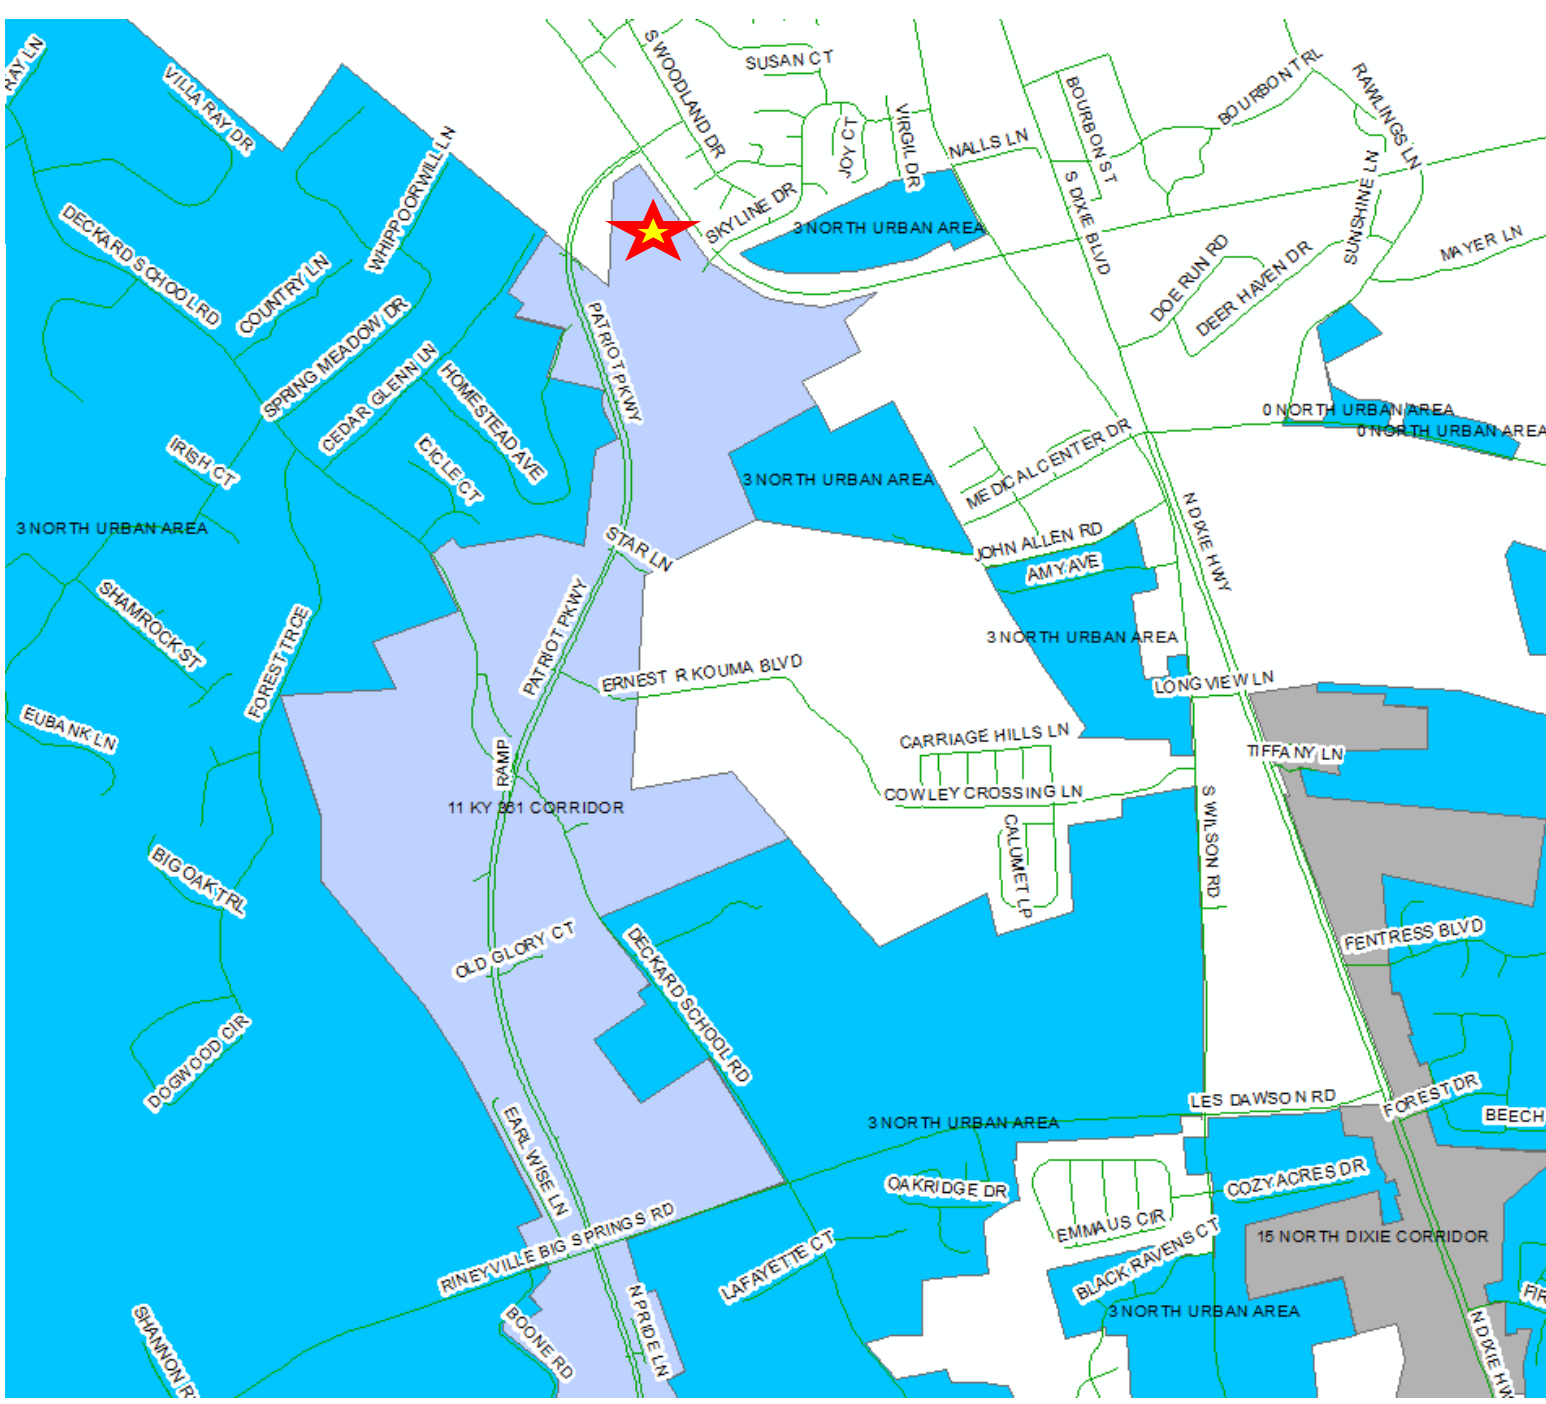 RAY LN
VILLA RAY DR
S WOODLAND DR
SUSAN CT
JOY CT
VIRGIL DR
NALLS LN
BOURBON ST
BOURBON TRL
RAWLINGS LN
SUNSHINE LN
MAYER LN
WHIPPOORWILL LN
DECKARD SCHOOL RD
COUNTRY LN
SKYLINE DR
3 NORTH URBAN AREA
S DIXIE BLVD
DOE RUN RD
DEER HAVEN DR
SPRING MEADOW DR
CEDAR GLENN LN
HOMESTEAD AVE
PATRIOT PKWY
0 NORTH URBAN AREA
0 NORTH URBAN AREA
IRISH CT
ICICLE CT
3 NORTH URBAN AREA
MEDICAL CENTER DR
3 NORTH URBAN AREA
STAR LN
JOHN ALLEN RD
AMY AVE
N DIXIE HWY
SHAMROCK ST
FOREST TRCE
PATRIOT PKWY
3 NORTH URBAN AREA
ERNEST R KOUMA BLVD
LONGVIEW LN
EUBANK LN
RAMP
CARRIAGE HILLS LN
TIFFANY LN
11 KY 361 CORRIDOR
COWLEY CROSSING LN
CALUMET LP
S WILSON RD
BIG OAK TRL
OLD GLORY CT
DECKARD SCHOOL RD
FENTRESS BLVD
DOGWOOD CIR
EARL WISE LN
3 NORTH URBAN AREA
LES DAWSON RD
FOREST DR
BEECH
OAKRIDGE DR
COZY ACRES DR
EMMAUS CIR
RINEYVILLE BIG SPRINGS RD
LAFAYETTE CT
BLACK RAVENS CT
15 NORTH DIXIE CORRIDOR
3 NORTH URBAN AREA
FIR
SHANNON R
BOONE RD
N PRIDE LN
N DIXIE HW